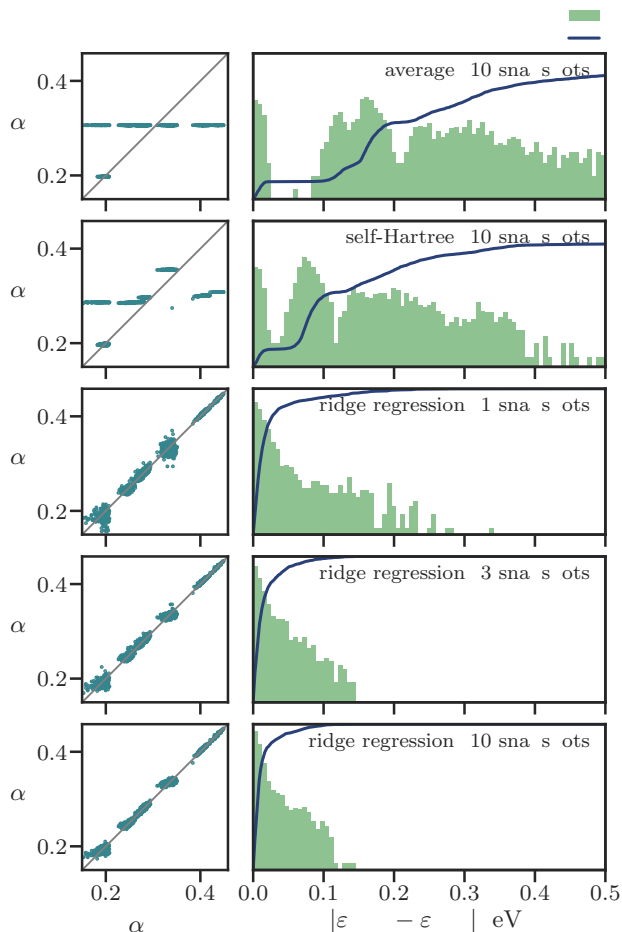 average 10 sna s ots
0.4
α
0.2
self-Hartree 10 sna s ots
0.4
α
0.2
ridge regression 1 sna s ots
0.4
α
0.2
ridge regression 3 sna s ots
0.4
α
0.2
ridge regression 10 sna s ots
0.4
α
0.2
0.2 0.4 0.0 0.1 0.2 0.3 0.4 0.5
α |ε − ε | eV